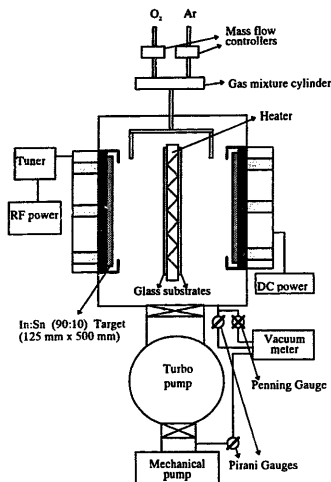 O₂ Ar
Mass flow
controllers
Gas mixture cylinder
Heater
Tuner
RF power
Glass substrates
DC power
In:Sn (90:10) Target
(125 mm x 500 mm)
Vacuum
meter
Turbo
pump
Penning Gauge
Mechanical
pump
Pirani Gauges